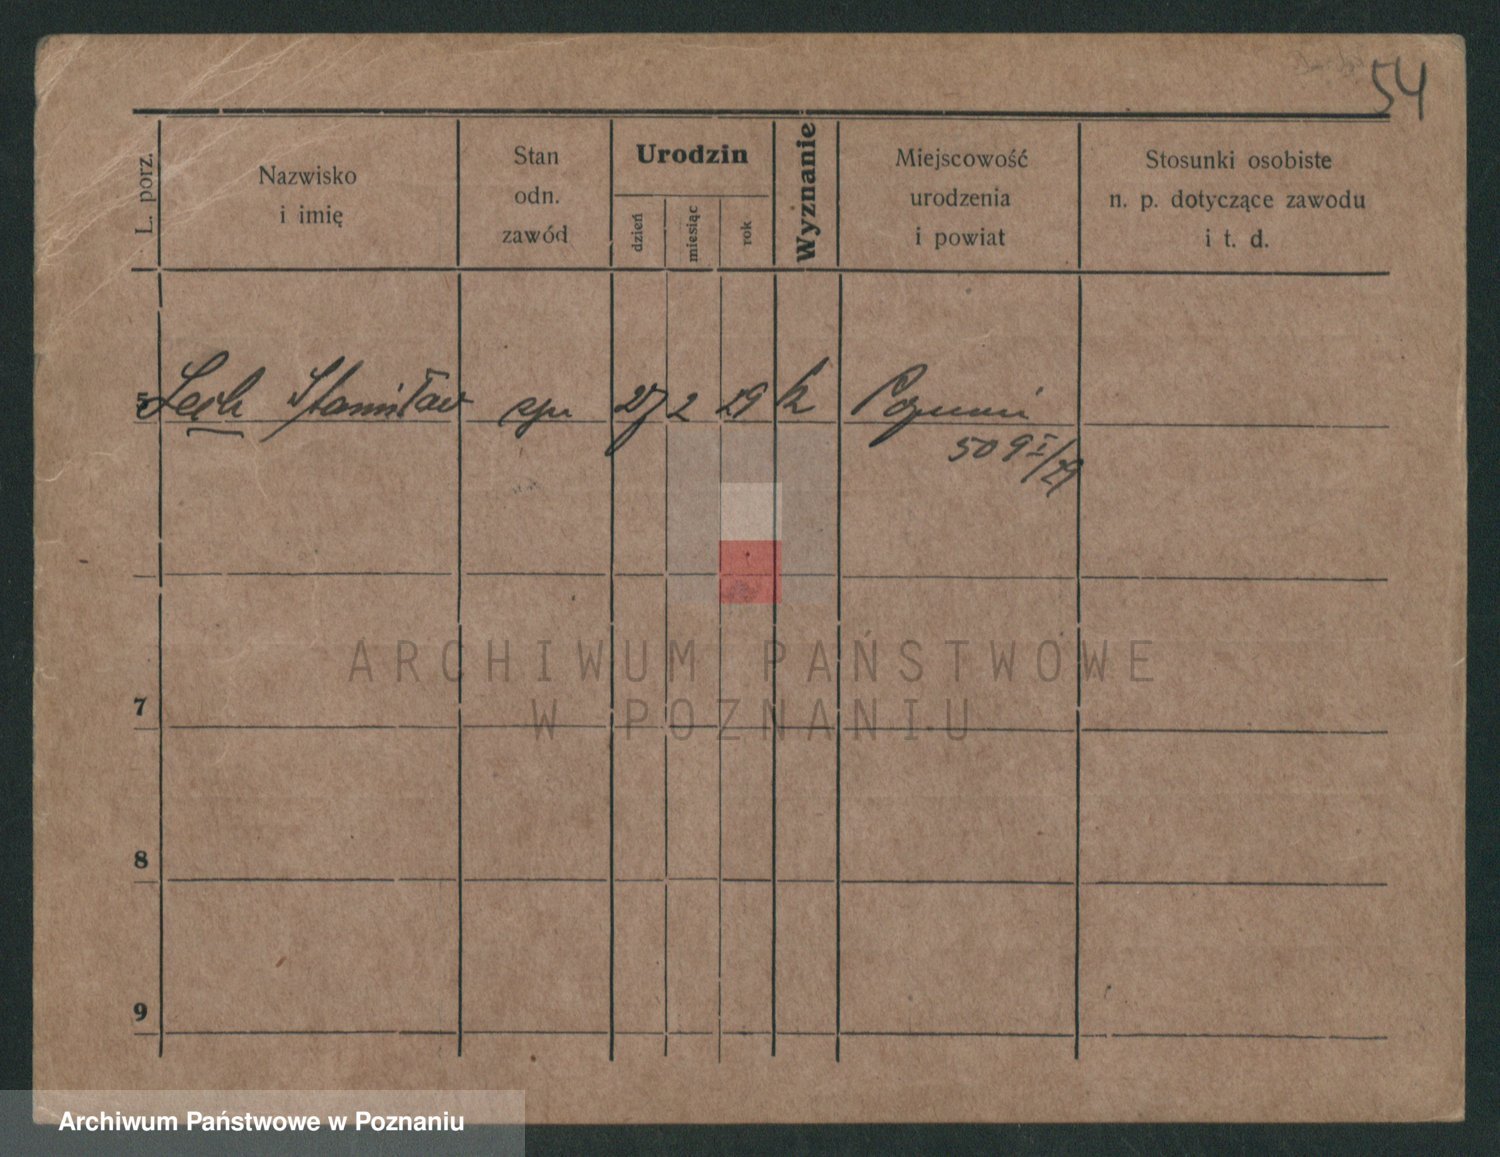 54
L. porz.
Nazwisko
i imię
Stan
odn.
zawód
Urodzin
dzień
miesiąc
rok
Wyznanie
Miejscowość
urodzenia
i powiat
Stosunki osobiste
n. p. dotyczące zawodu
i t. d.
5 Lech Stanisław syn 27 2 29 k Poznań
509 I/29
7
8
9
ARCHIWUM PAŃSTWOWE
W POZNANIU
Archiwum Państwowe w Poznaniu